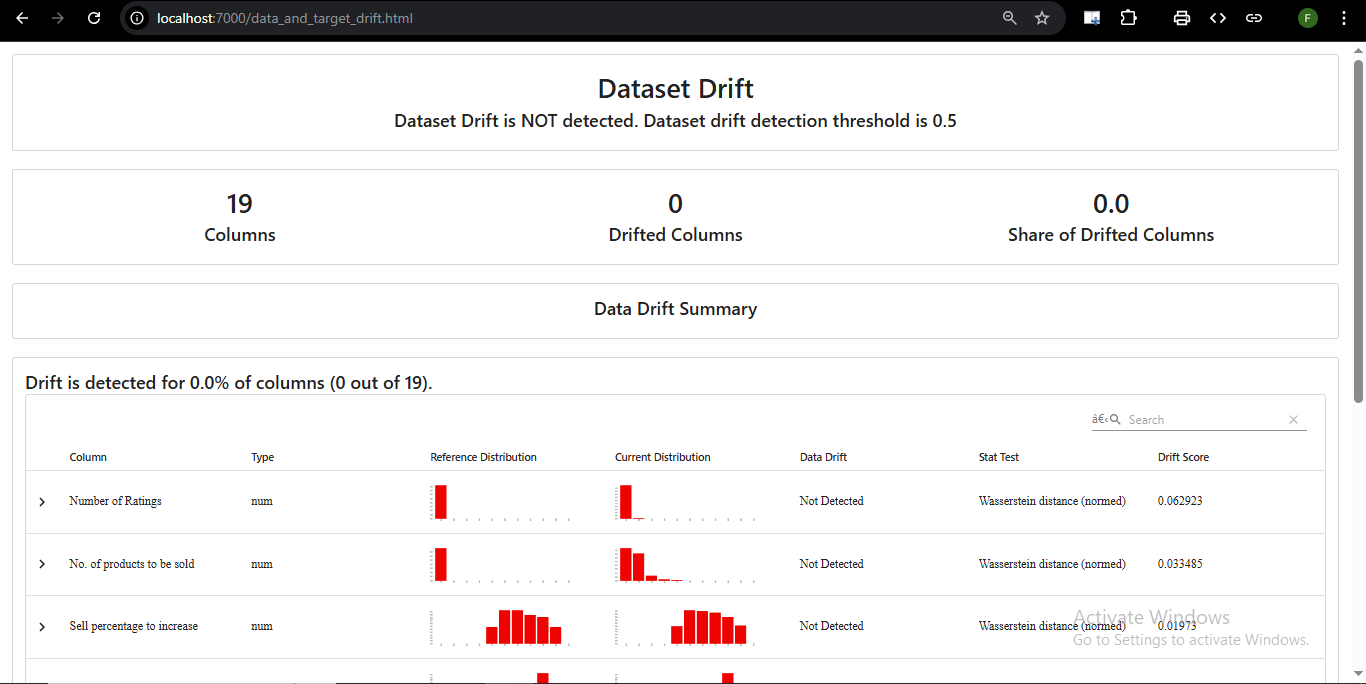 localhost:7000/data_and_target_drift.html
F
Dataset Drift
Dataset Drift is NOT detected. Dataset drift detection threshold is 0.5
19 0 0.0
Columns Drifted Columns Share of Drifted Columns
Data Drift Summary
Drift is detected for 0.0% of columns (0 out of 19).
â€‹ Search
Column Type Reference Distribution Current Distribution Data Drift Stat Test Drift Score
Number of Ratings num Not Detected Wasserstein distance (normed) 0.062923
No. of products to be sold num Not Detected Wasserstein distance (normed) 0.033485
Sell percentage to increase num Not Detected Wasserstein distance (normed) 0.01973
Activate Windows
Go to Settings to activate Windows.